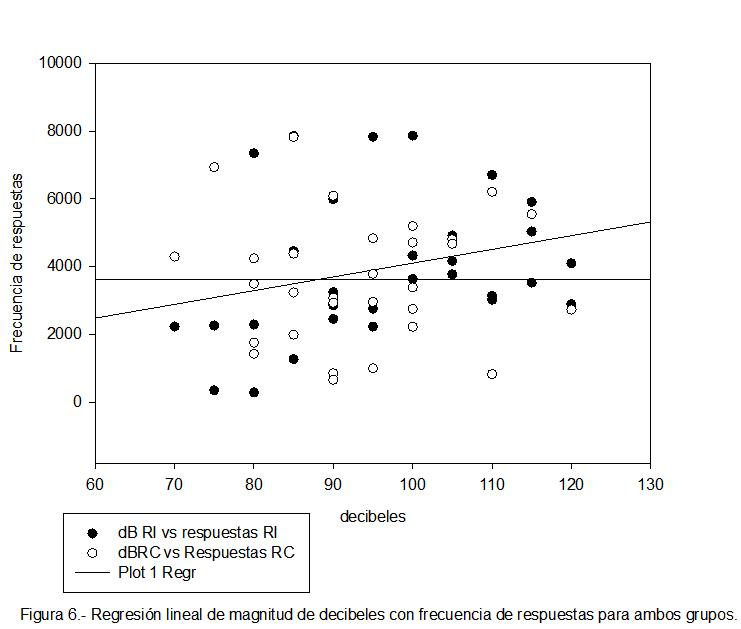 10000
8000
6000
4000
2000
0
Frecuencia de respuestas
60 70 80 90 100 110 120 130
decibeles
dB RI vs respuestas RI
dBRC vs Respuestas RC
Plot 1 Regr
Figura 6.- Regresión lineal de magnitud de decibeles con frecuencia de respuestas para ambos grupos.